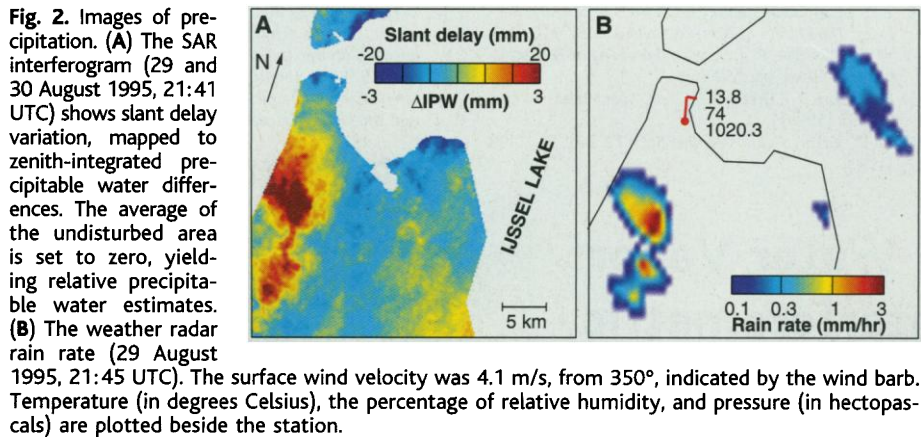 Fig. 2. Images of pre-
cipitation. (A) The SAR
interferogram (29 and
30 August 1995, 21:41
UTC) shows slant delay
variation, mapped to
zenith-integrated pre-
cipitable water differ-
ences. The average of
the undisturbed area
is set to zero, yield-
ing relative precipita-
ble water estimates.
(B) The weather radar
rain rate (29 August
1995, 21:45 UTC). The surface wind velocity was 4.1 m/s, from 350°, indicated by the wind barb.
Temperature (in degrees Celsius), the percentage of relative humidity, and pressure (in hectopas-
cals) are plotted beside the station.
A
Slant delay (mm)
-20 20
N
-3 ΔIPW (mm) 3
IJSSEL LAKE
5 km
B
13.8
74
1020.3
0.1 0.3 1 3
Rain rate (mm/hr)